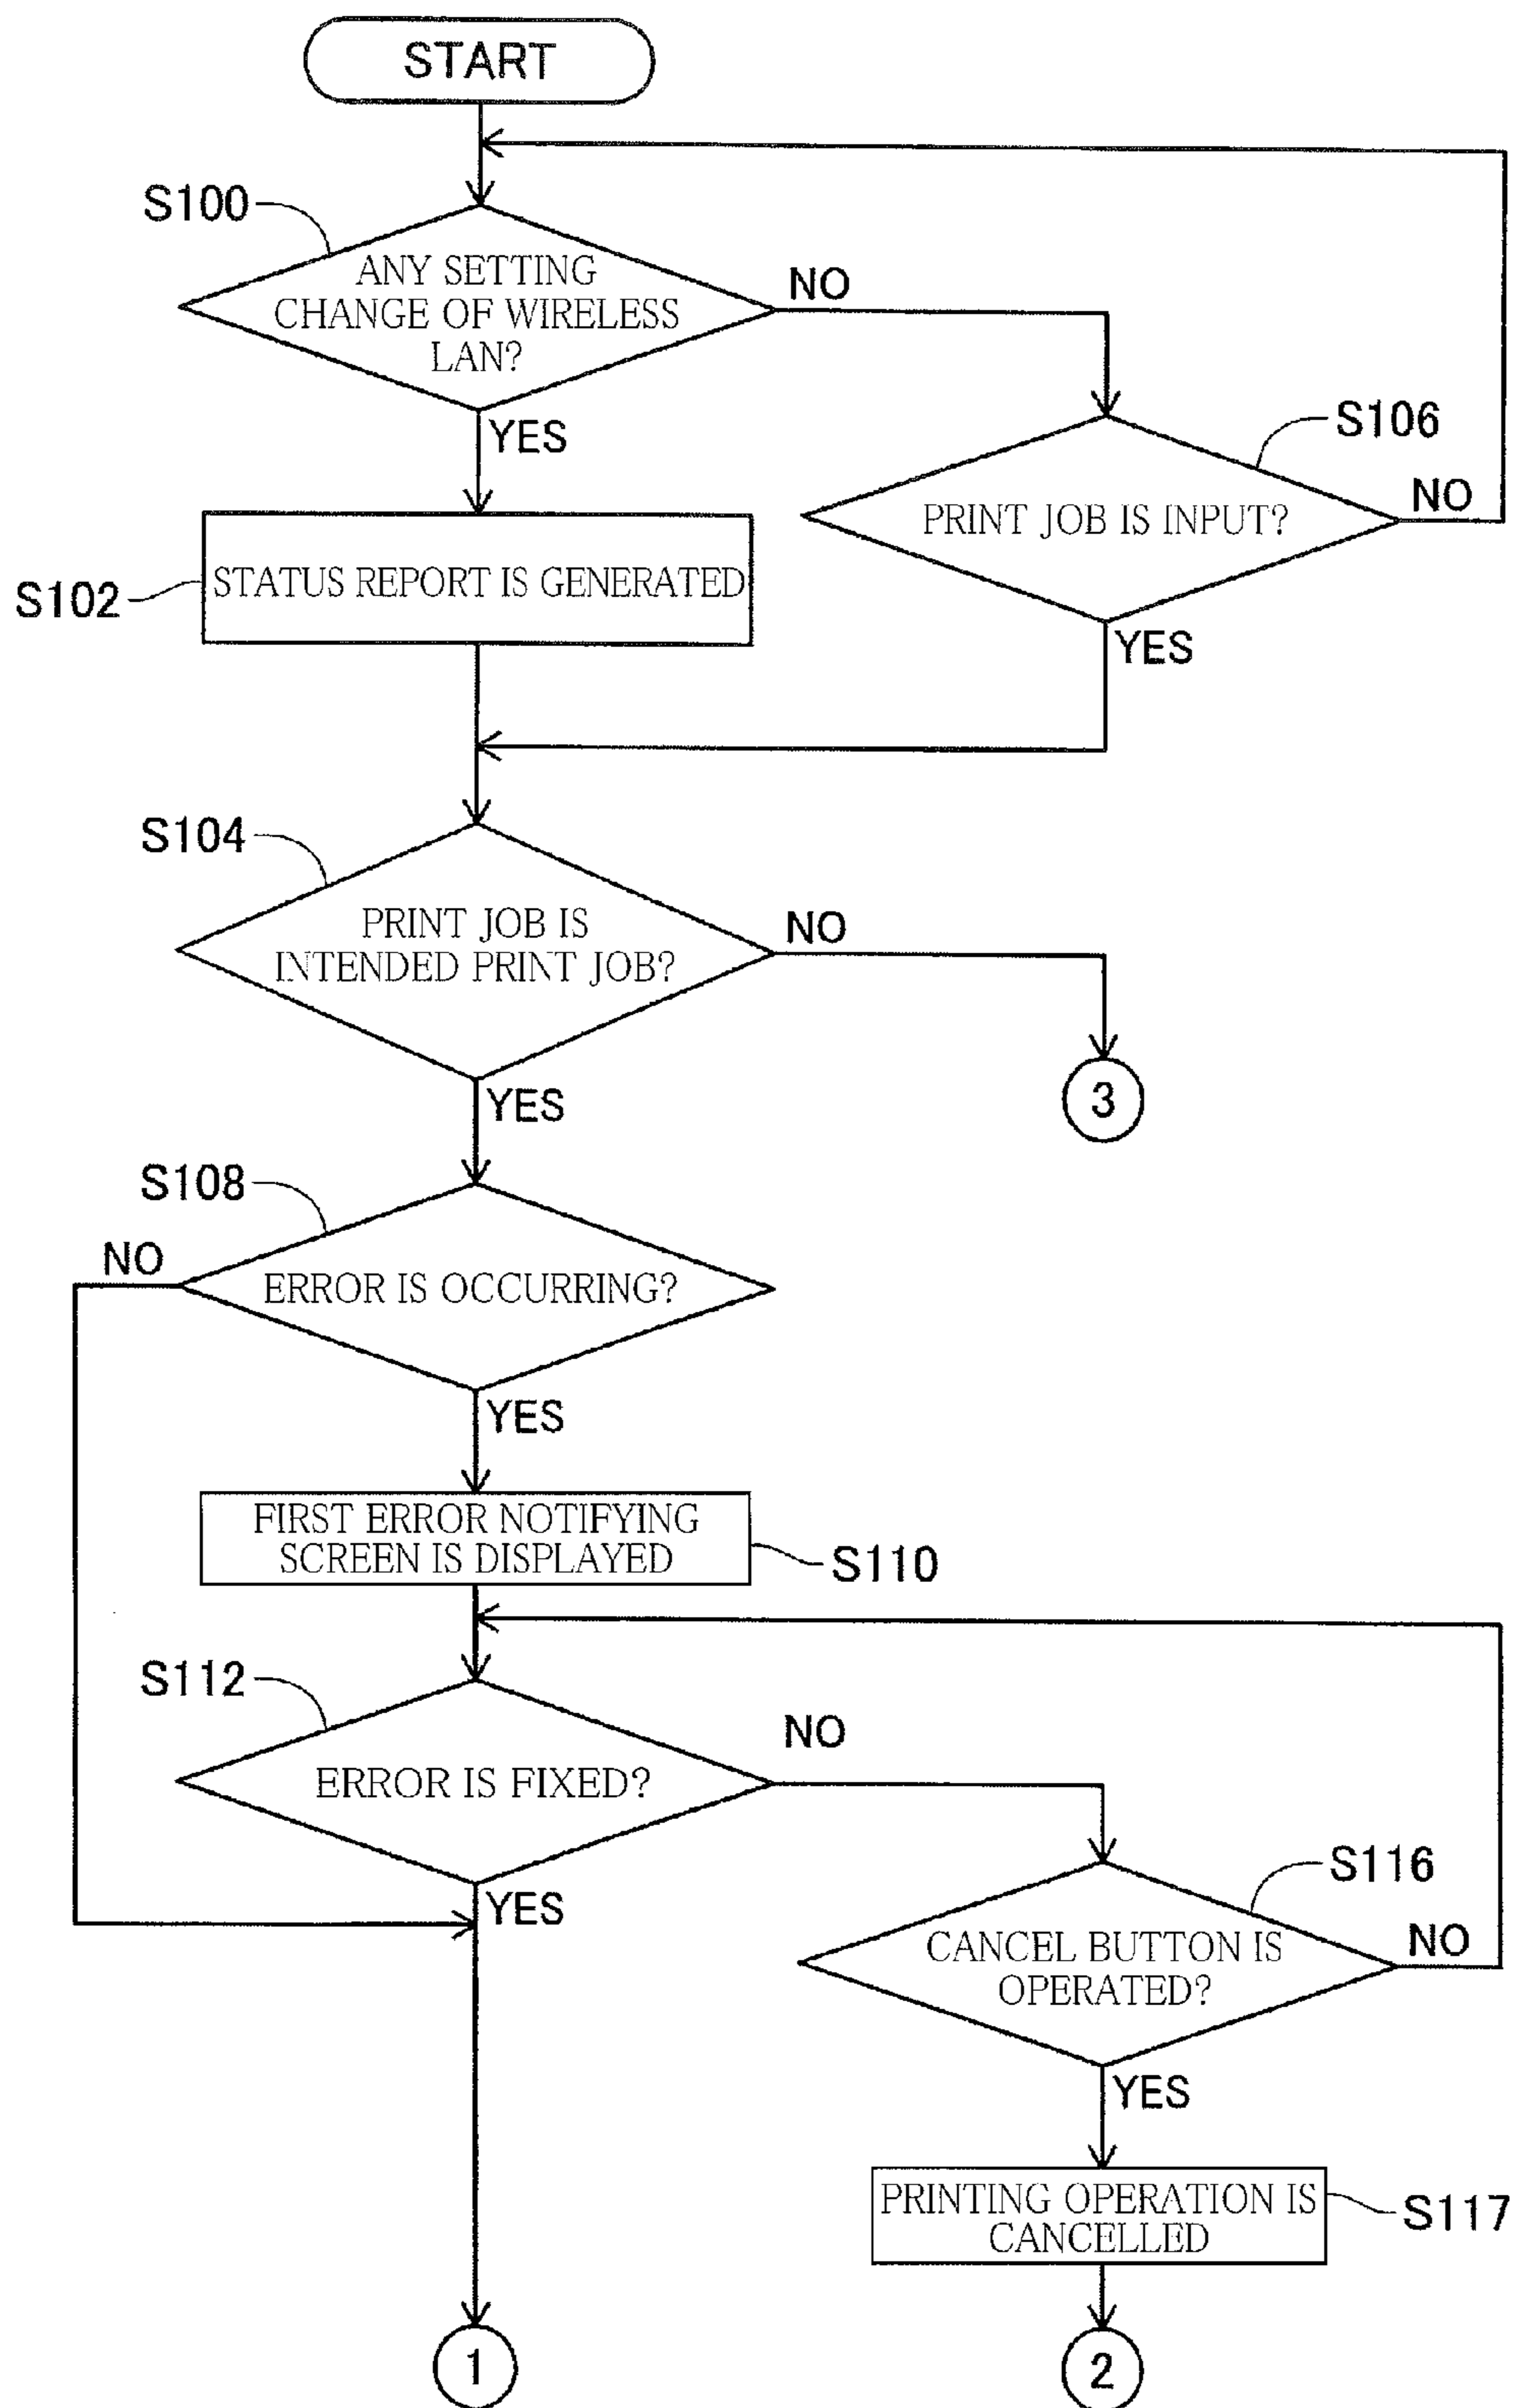 START
S100
ANY SETTING
CHANGE OF WIRELESS
LAN?
NO
YES
S106
PRINT JOB IS INPUT?
NO
YES
S102
STATUS REPORT IS GENERATED
S104
PRINT JOB IS
INTENDED PRINT JOB?
NO
3
YES
S108
NO
ERROR IS OCCURRING?
YES
FIRST ERROR NOTIFYING
SCREEN IS DISPLAYED
S110
S112
NO
ERROR IS FIXED?
YES
S116
CANCEL BUTTON IS
OPERATED?
NO
YES
PRINTING OPERATION IS
CANCELLED
S117
1
2